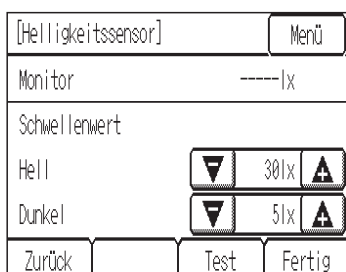 [Helligkeitssensor] Menü
Monitor -----lx
Schwellenwert
Hell 30lx
Dunkel 5lx
Zurück Test Fertig